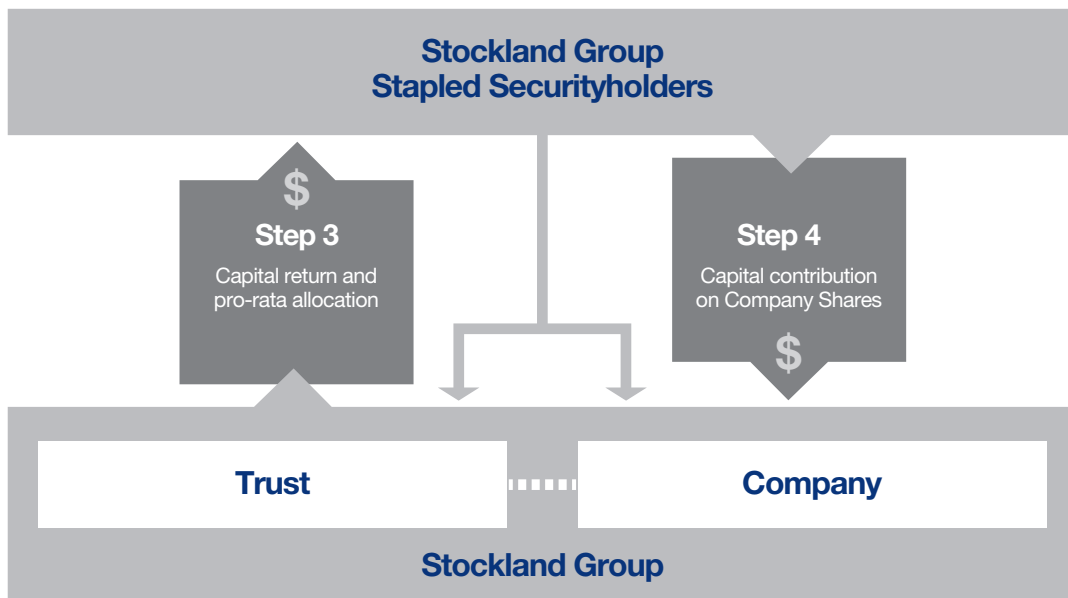 Stockland Group
Stapled Securityholders
$
Step 3
Capital return and
pro-rata allocation
Step 4
Capital contribution
on Company Shares
$
Trust
Company
Stockland Group